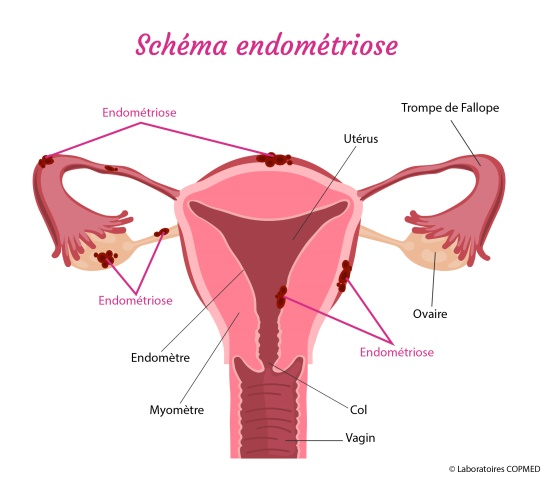 Schéma endométriose
Endométriose
Trompe de Fallope
Utérus
Endométriose
Ovaire
Endométriose
Endomètre
Myomètre
Col
Vagin
© Laboratoires COPMED